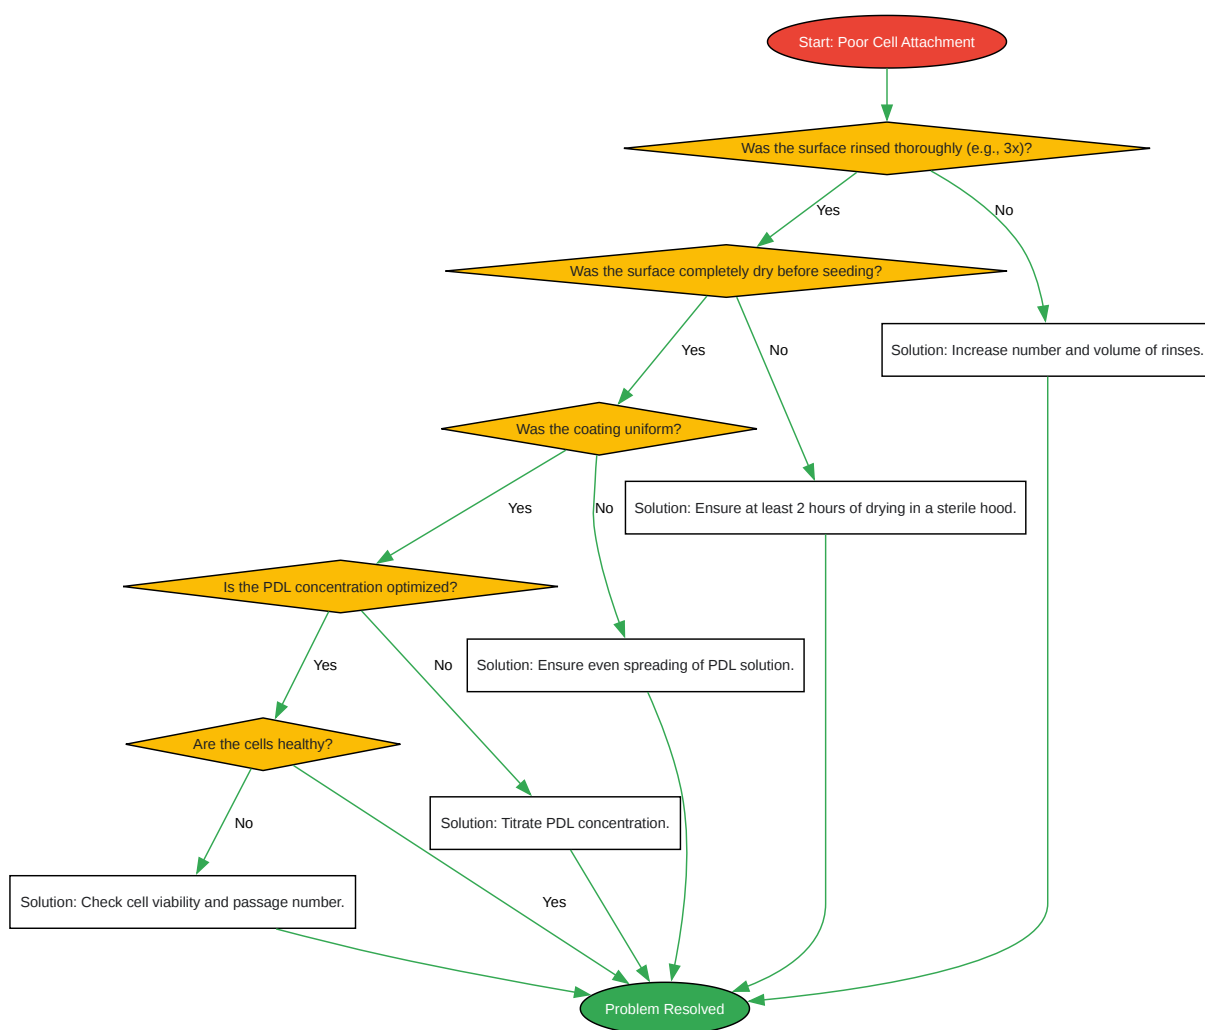 Start: Poor Cell Attachment
Was the surface rinsed thoroughly (e.g., 3x)?
Yes
No
Was the surface completely dry before seeding?
Yes
No
Solution: Increase number and volume of rinses.
Was the coating uniform?
Yes
No
Solution: Ensure at least 2 hours of drying in a sterile hood.
Is the PDL concentration optimized?
Yes
No
Solution: Ensure even spreading of PDL solution.
Are the cells healthy?
No
Yes
Solution: Titrate PDL concentration.
Solution: Check cell viability and passage number.
Problem Resolved